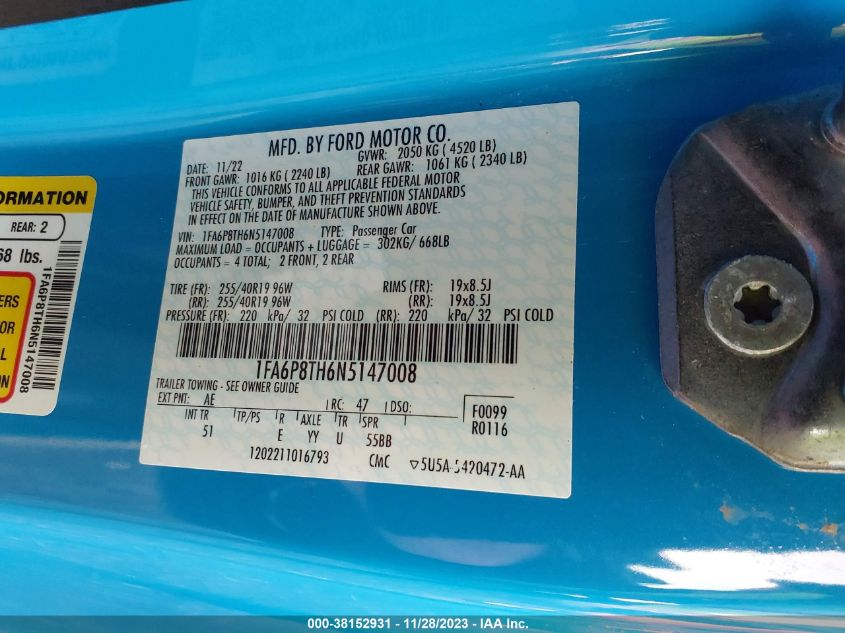 ORMATION
REAR: 2
68 lbs.
ERS
OR
AL
1FA6P8TH6N5147008
MFD. BY FORD MOTOR CO.
DATE: 11/22 GVWR: 2050 KG ( 4520 LB)
FRONT GAWR: 1016 KG ( 2240 LB) REAR GAWR: 1061 KG ( 2340 LB)
THIS VEHICLE CONFORMS TO ALL APPLICABLE FEDERAL MOTOR
VEHICLE SAFETY, BUMPER, AND THEFT PREVENTION STANDARDS
IN EFFECT ON THE DATE OF MANUFACTURE SHOWN ABOVE.
VIN: 1FA6P8TH6N5147008 TYPE: Passenger Car
MAXIMUM LOAD = OCCUPANTS + LUGGAGE = 302KG/ 668LB
OCCUPANTS = 4 TOTAL; 2 FRONT, 2 REAR
TIRE (FR): 255/40R19 96W RIMS (FR): 19x8.5J
(RR): 255/40R19 96W (RR): 19x8.5J
PRESSURE (FR): 220 kPa/ 32 PSI COLD (RR): 220 kPa/ 32 PSI COLD
1FA6P8TH6N5147008
TRAILER TOWING - SEE OWNER GUIDE
EXT PNT: AE RC: 47 DSO: F0099
INT TR TP/PS R AXLE TR SPR R0116
51 E YY U 55BB
1202211016793 CMC ▽5U5A-5420472-AA
000-38152931 - 11/28/2023 - IAA Inc.